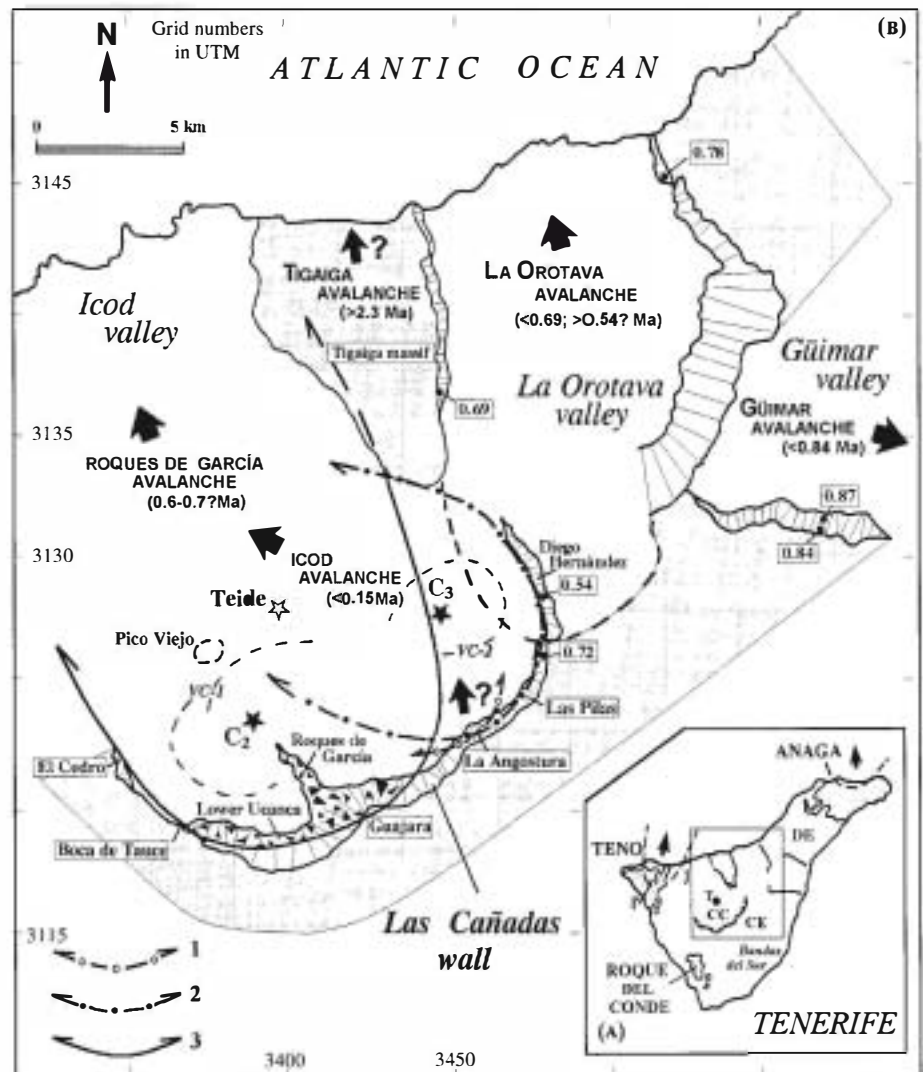 (B)
N
Grid numbers
in UTM
ATLANTIC OCEAN
0
5 km
0.78
3145
?
TIGAIGA
AVALANCHE
(>2.3 Ma)
LA OROTAVA
AVALANCHE
(<0.69; >O.54? Ma)
Icod
valley
Tigaiga massif
Güimar
valley
La Orotava
valley
0.69
GÜIMAR
AVALANCHE
(<0.84 Ma)
3135
ROQUES DE GARCÍA
AVALANCHE
(0.6-0.7?Ma)
0.87
0.84
3130
ICOD
AVALANCHE
(<0.15Ma)
Diego
Hernández
0.54
C3
Teide
Pico Viejo
VC-2
0.72
VC-1
?
Las Pilas
C2
Roques de
García
La Angostura
El Cedro
Lower Ucanca
Guajara
Boca de Tauce
Las Cañadas
wall
3115
1
2
3
3400
3450
ANAGA
DE
TENO
T
CC
CE
Bandas
del Sur
ROQUE
DEL
CONDE
(A)
TENERIFE